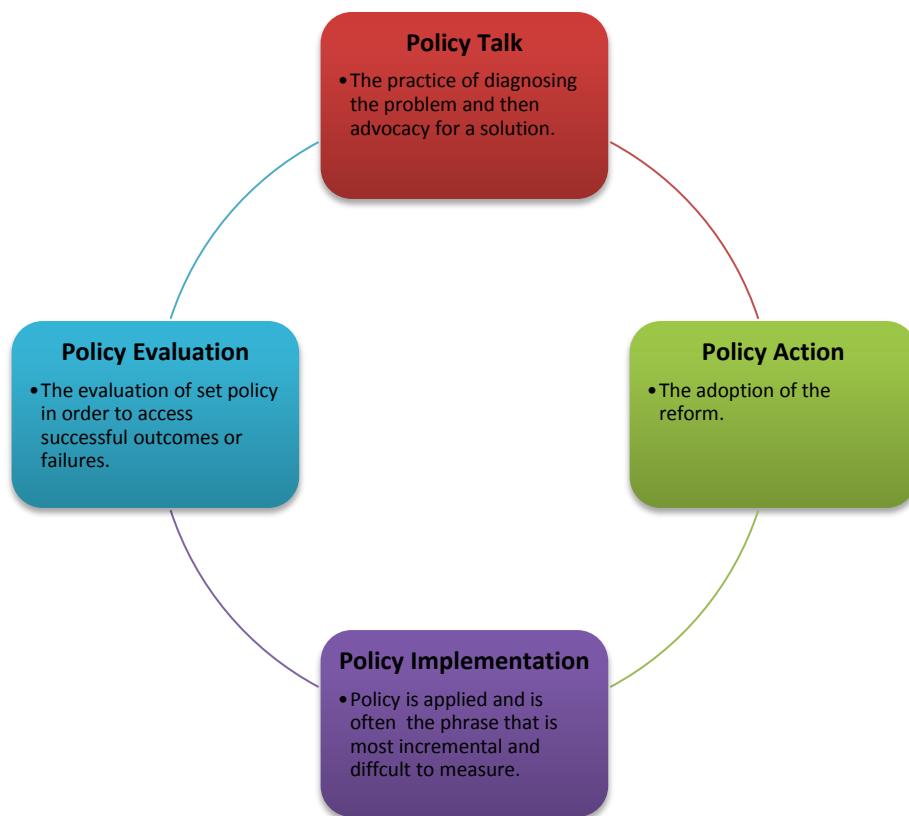 Policy Talk
•The practice of diagnosing
the problem and then
advocacy for a solution.
Policy Action
•The adoption of the
reform.
Policy Implementation
•Policy is applied and is
often  the phrase that is
most incremental and
diffcult to measure.
Policy Evaluation
•The evaluation of set policy
in order to access
successful outcomes or
failures.